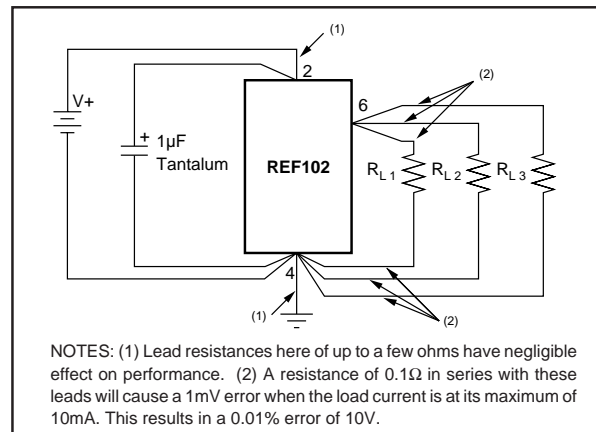 (1)
2
(2)
V+
6
+
1µF
Tantalum
REF102
R L 1
R L 2
R L 3
4
(1)
(2)
NOTES: (1) Lead resistances here of up to a few ohms have negligible
effect on performance. (2) A resistance of 0.1Ω in series with these
leads will cause a 1mV error when the load current is at its maximum of
10mA. This results in a 0.01% error of 10V.